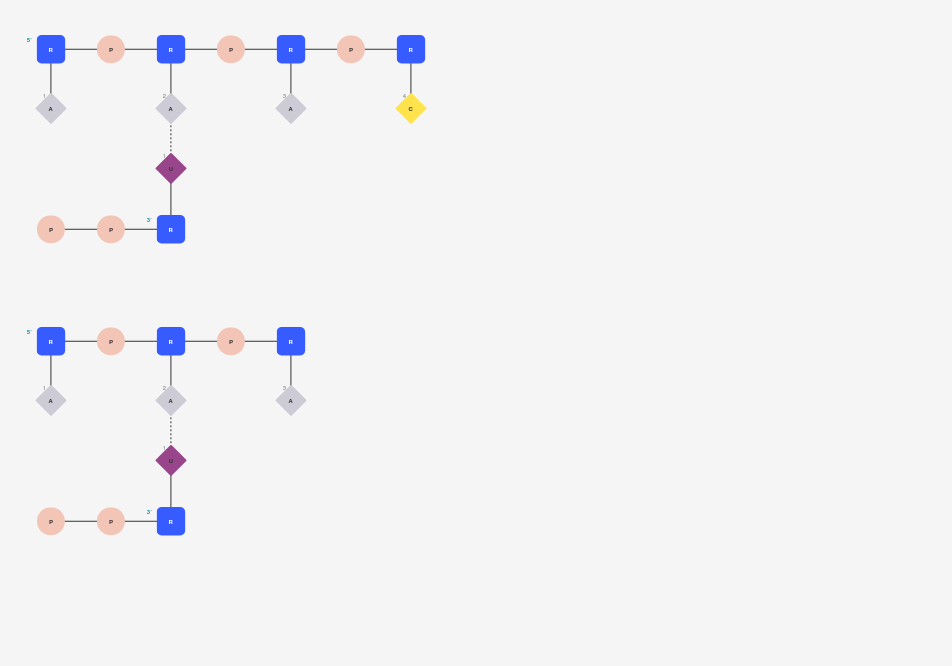 5'
R P R P R P R
1 2 3 4
A A A C
1
U
3'
P P R
5'
R P R P R
1 2 3
A A A
1
U
3'
P P R